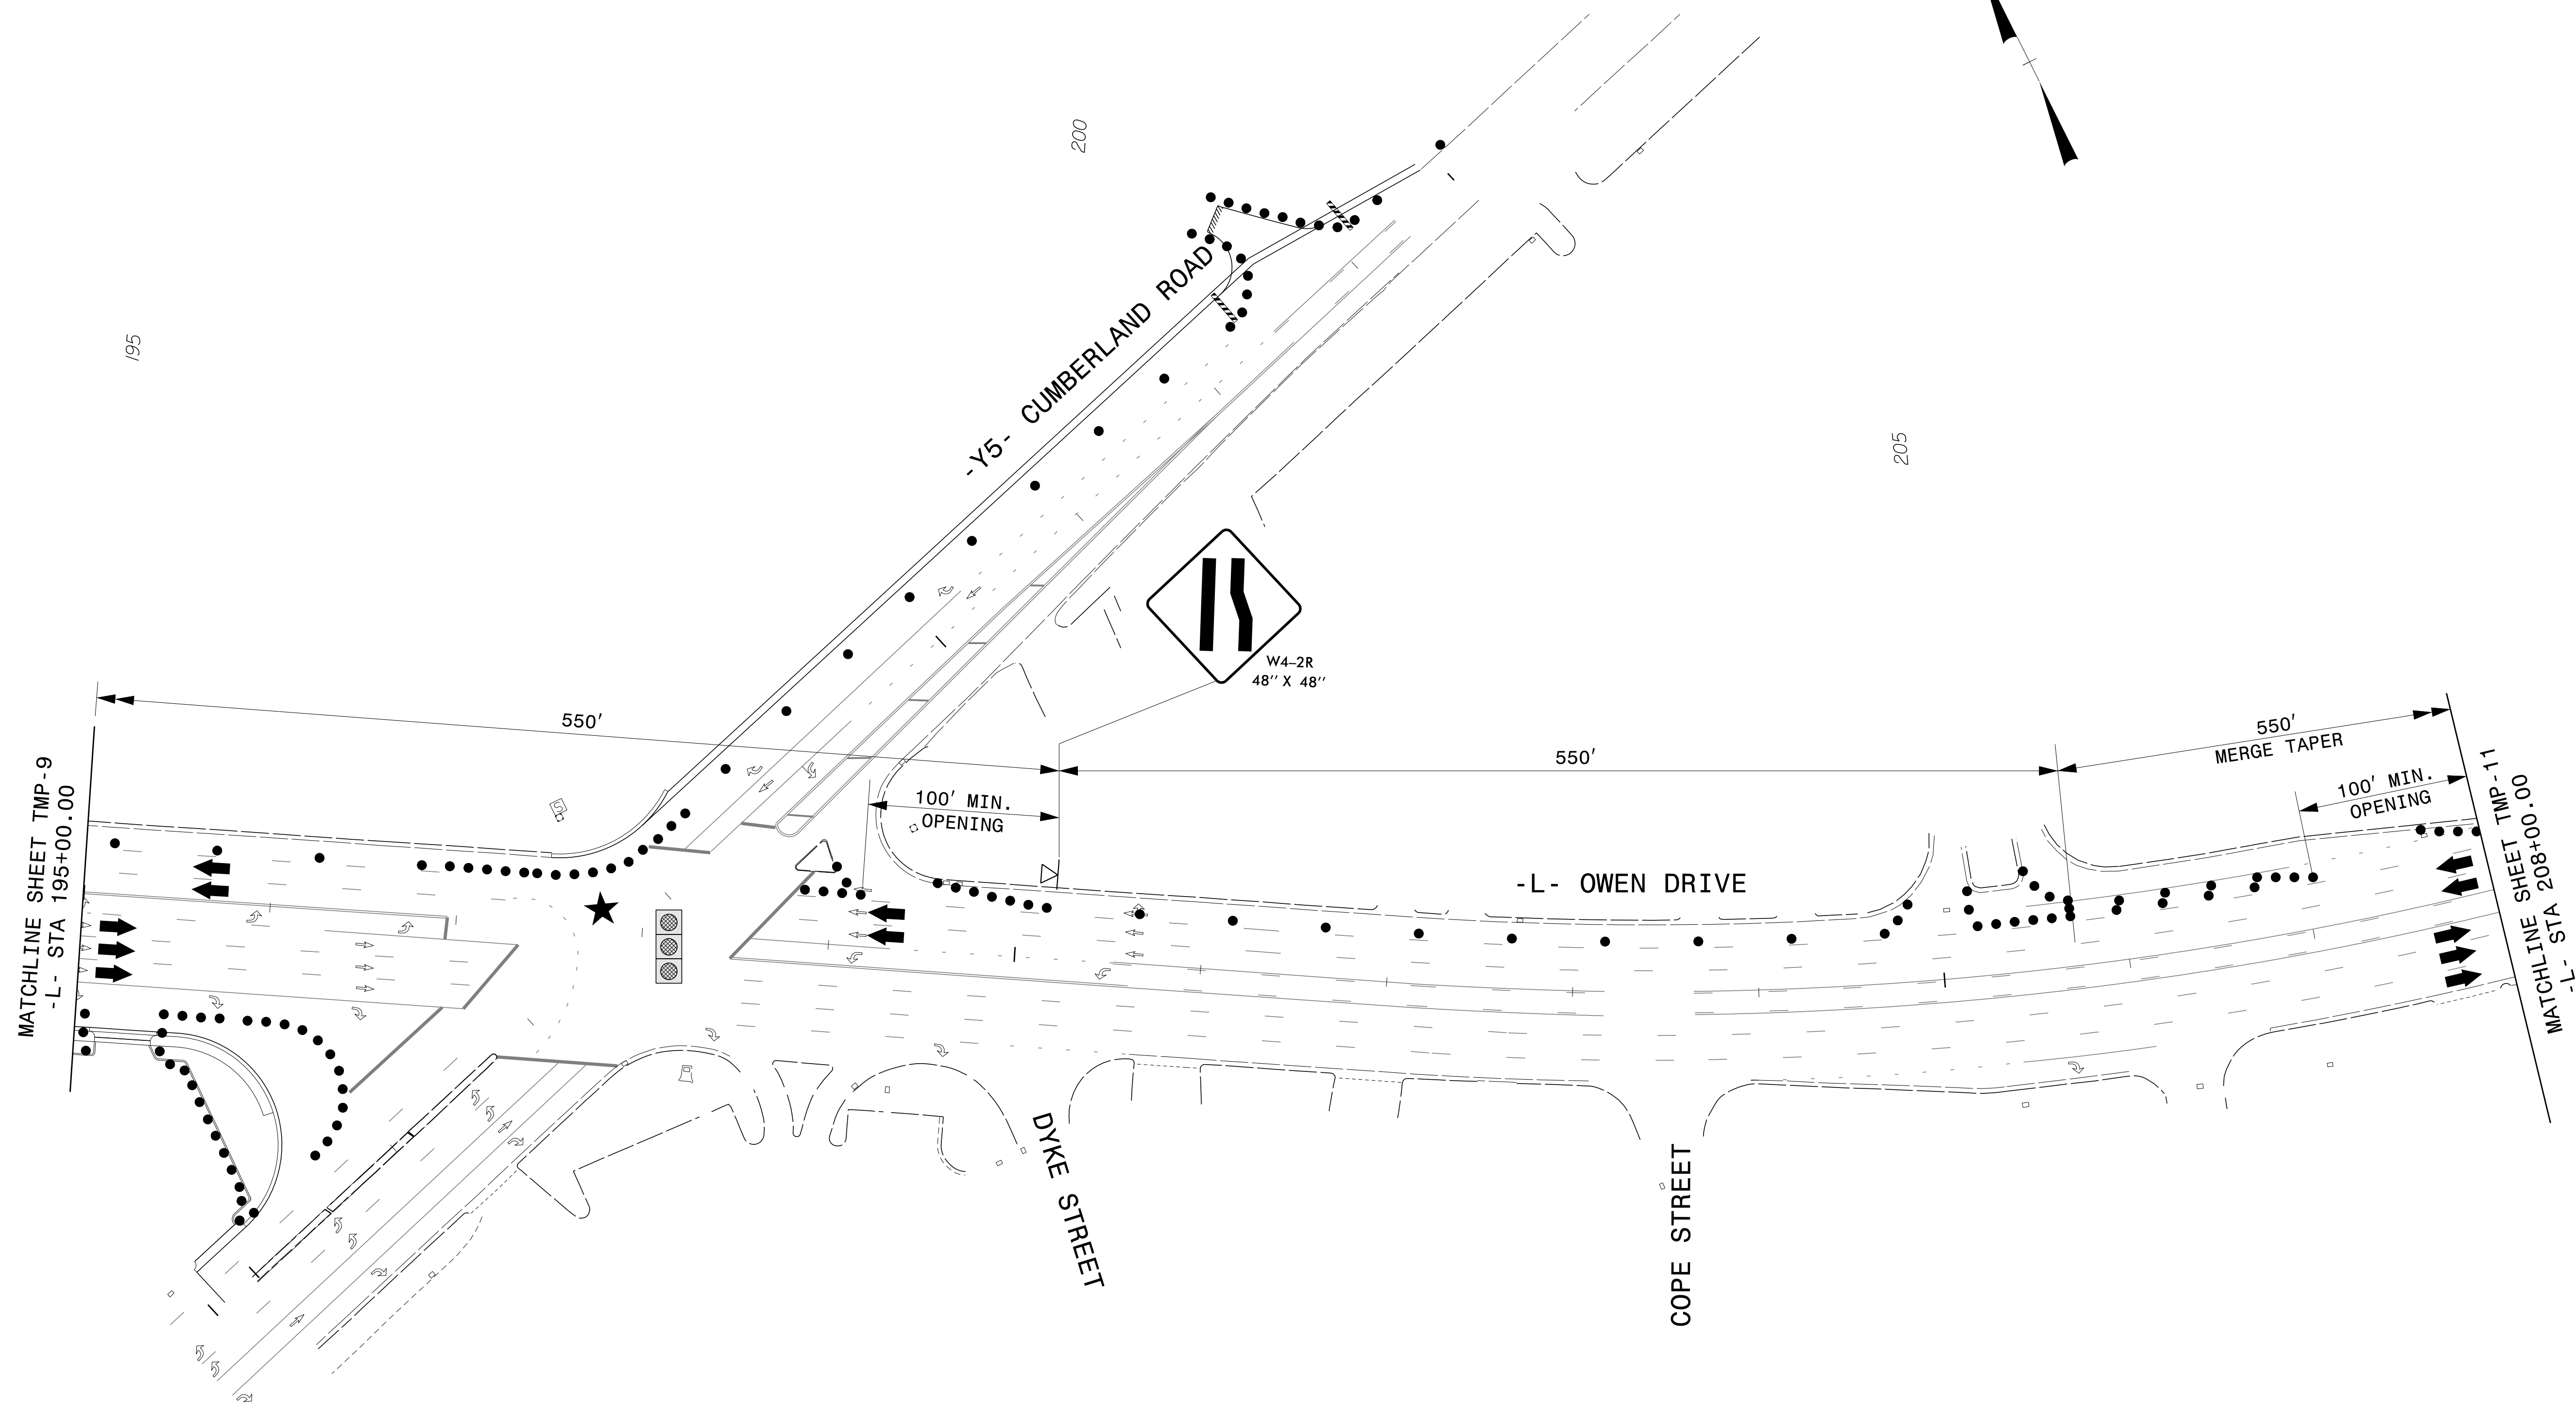 200
195
205
-Y5- CUMBERLAND ROAD
W4-2R
48" X 48"
550'
550'
550'
MERGE TAPER
100' MIN.
OPENING
100' MIN.
OPENING
MATCHLINE SHEET TMP-9
-L- STA 195+00.00
MATCHLINE SHEET TMP-11
-L- STA 208+00.00
S
-L- OWEN DRIVE
DYKE STREET
COPE STREET